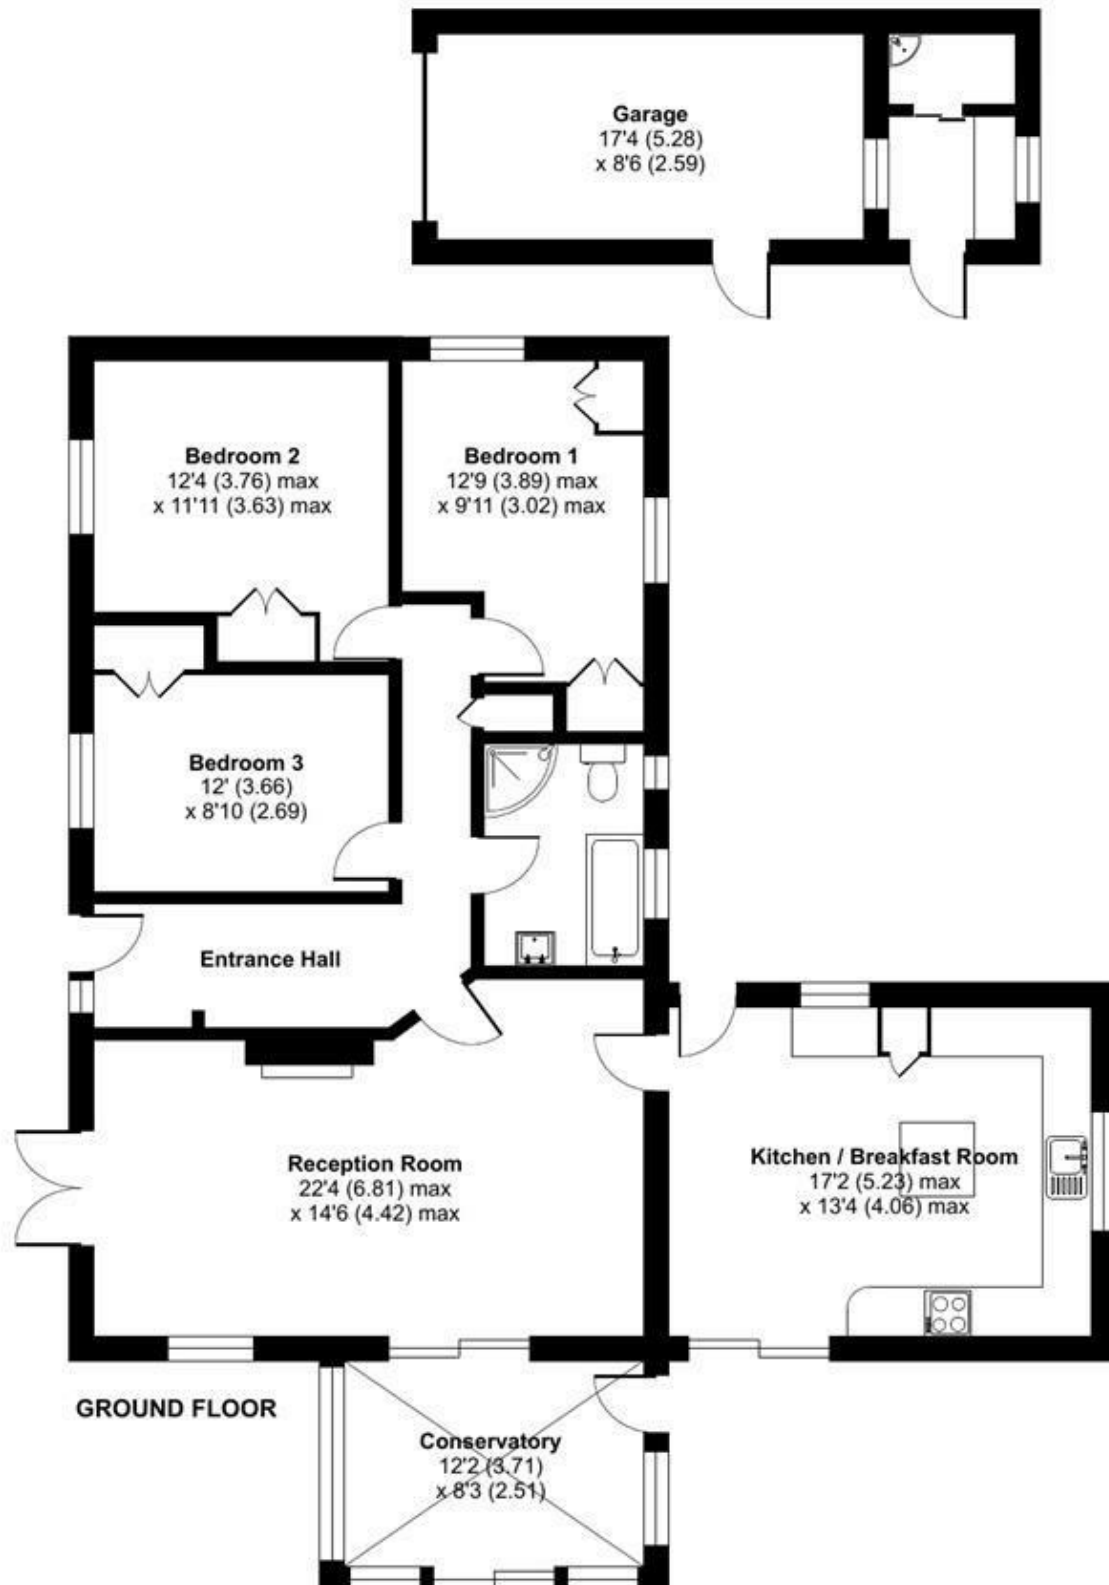 Garage
17'4 (5.28)
x 8'6 (2.59)
Bedroom 2
12'4 (3.76) max
x 11'11 (3.63) max
Bedroom 1
12'9 (3.89) max
x 9'11 (3.02) max
Bedroom 3
12' (3.66)
x 8'10 (2.69)
Entrance Hall
Reception Room
22'4 (6.81) max
x 14'6 (4.42) max
Kitchen / Breakfast Room
17'2 (5.23) max
x 13'4 (4.06) max
GROUND FLOOR
Conservatory
12'2 (3.71)
x 8'3 (2.51)